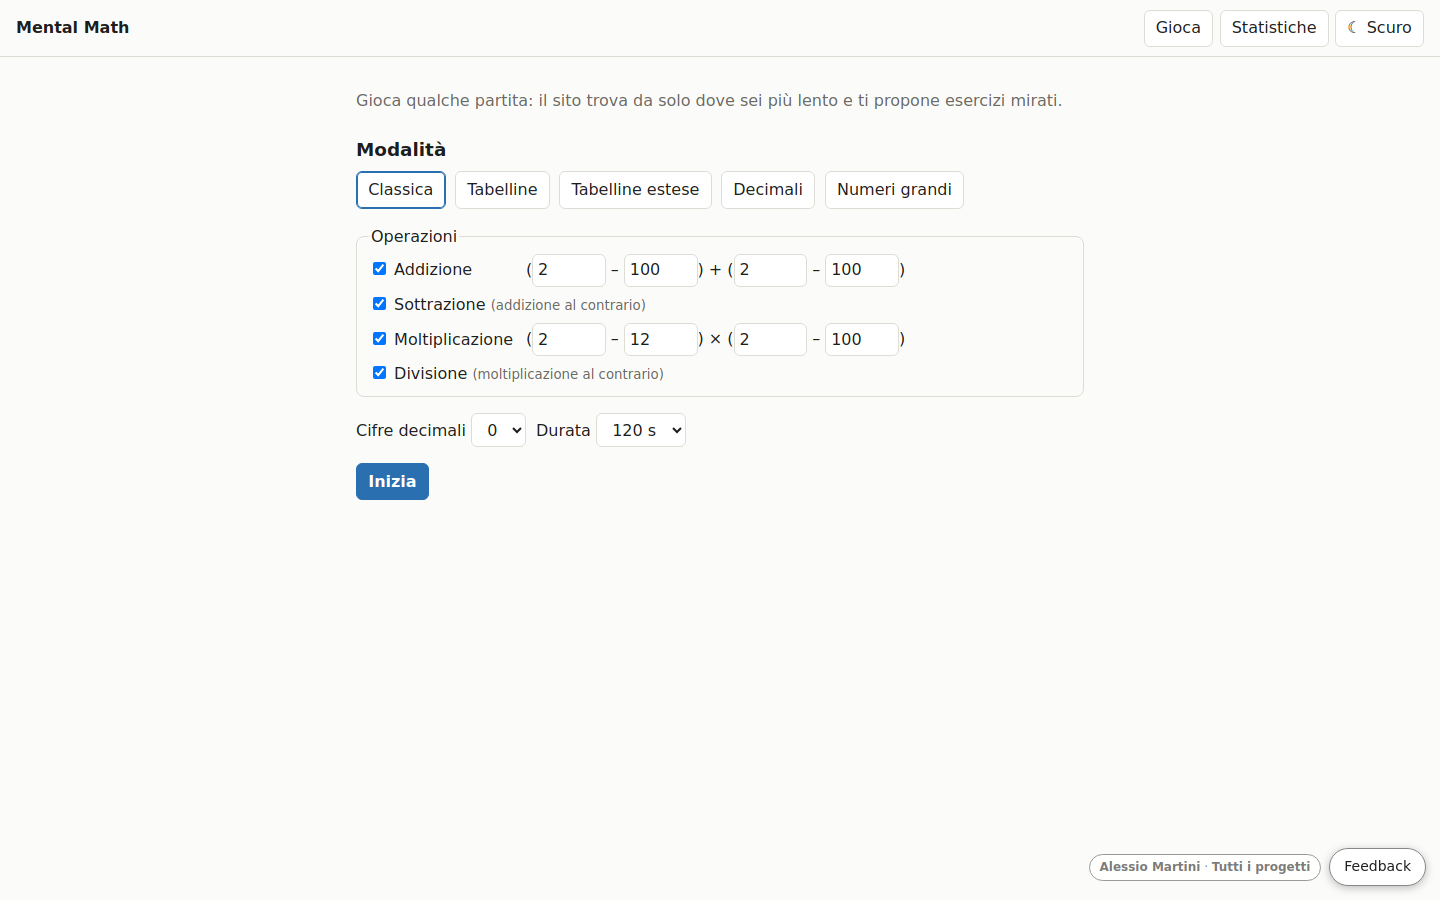 Mental Math
Gioca
Statistiche
☾ Scuro
Gioca qualche partita: il sito trova da solo dove sei più lento e ti propone esercizi mirati.
Modalità
Classica
Tabelline
Tabelline estese
Decimali
Numeri grandi
Operazioni
Addizione (2 – 100) + (2 – 100)
Sottrazione (addizione al contrario)
Moltiplicazione (2 – 12) × (2 – 100)
Divisione (moltiplicazione al contrario)
Cifre decimali 0 Durata 120 s
Inizia
Alessio Martini · Tutti i progetti
Feedback